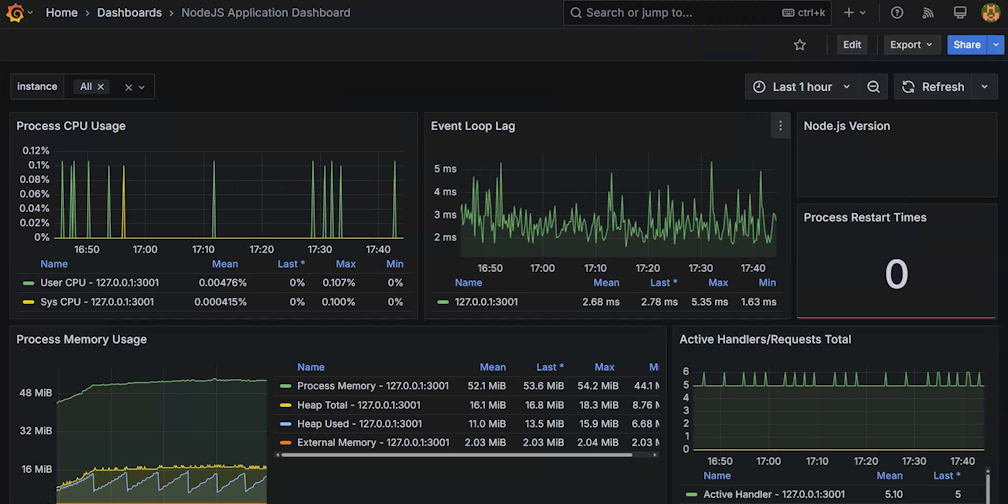 Home > Dashboards > NodeJS Application Dashboard
Search or jump to...
ctrl+k
Edit
Export
Share
instance
All
Last 1 hour
Refresh
Process CPU Usage
0.12%
0.1%
0.08%
0.06%
0.04%
0.02%
0%
16:50 17:00 17:10 17:20 17:30 17:40
Name Mean Last * Max Min
User CPU - 127.0.0.1:3001 0.00476% 0% 0.107% 0%
Sys CPU - 127.0.0.1:3001 0.000415% 0% 0.100% 0%
Event Loop Lag
5 ms
4 ms
3 ms
2 ms
16:50 17:00 17:10 17:20 17:30 17:40
Name Mean Last * Max Min
127.0.0.1:3001 2.68 ms 2.78 ms 5.35 ms 1.63 ms
Node.js Version
Process Restart Times
0
Process Memory Usage
48 MiB
32 MiB
16 MiB
Name Mean Last * Max
Process Memory - 127.0.0.1:3001 52.1 MiB 53.6 MiB 54.2 MiB 44.1
Heap Total - 127.0.0.1:3001 16.1 MiB 16.8 MiB 18.3 MiB 8.76
Heap Used - 127.0.0.1:3001 11.0 MiB 13.5 MiB 15.9 MiB 6.68
External Memory - 127.0.0.1:3001 2.03 MiB 2.03 MiB 2.04 MiB 2.03
Active Handlers/Requests Total
6
5
4
3
2
1
0
16:50 17:00 17:10 17:20 17:30 17:40
Name Mean Last *
Active Handler - 127.0.0.1:3001 5.10 5